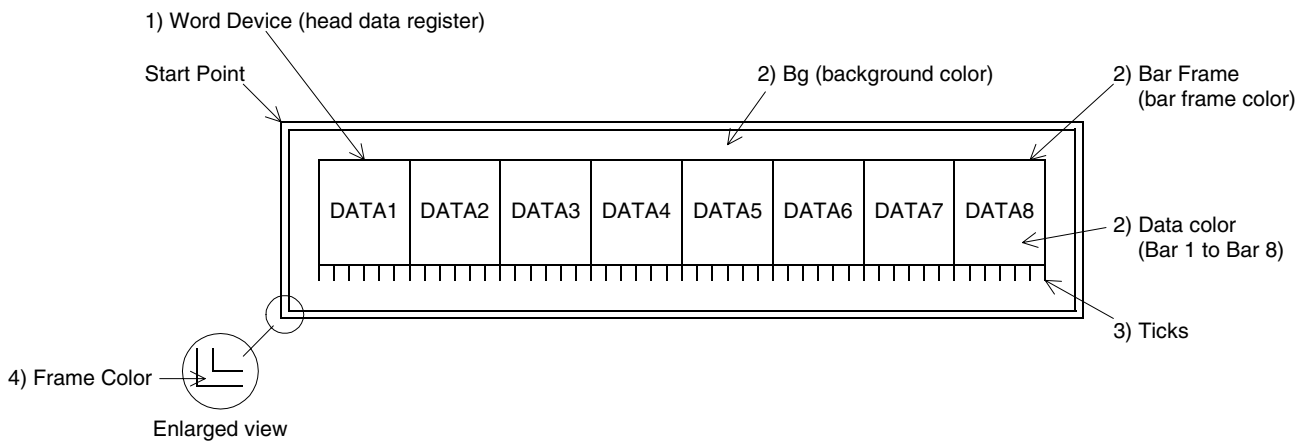 1) Word Device (head data register)
Start Point
2) Bg (background color)
2) Bar Frame
(bar frame color)
DATA1 DATA2 DATA3 DATA4 DATA5 DATA6 DATA7 DATA8
2) Data color
(Bar 1 to Bar 8)
3) Ticks
4) Frame Color
Enlarged view